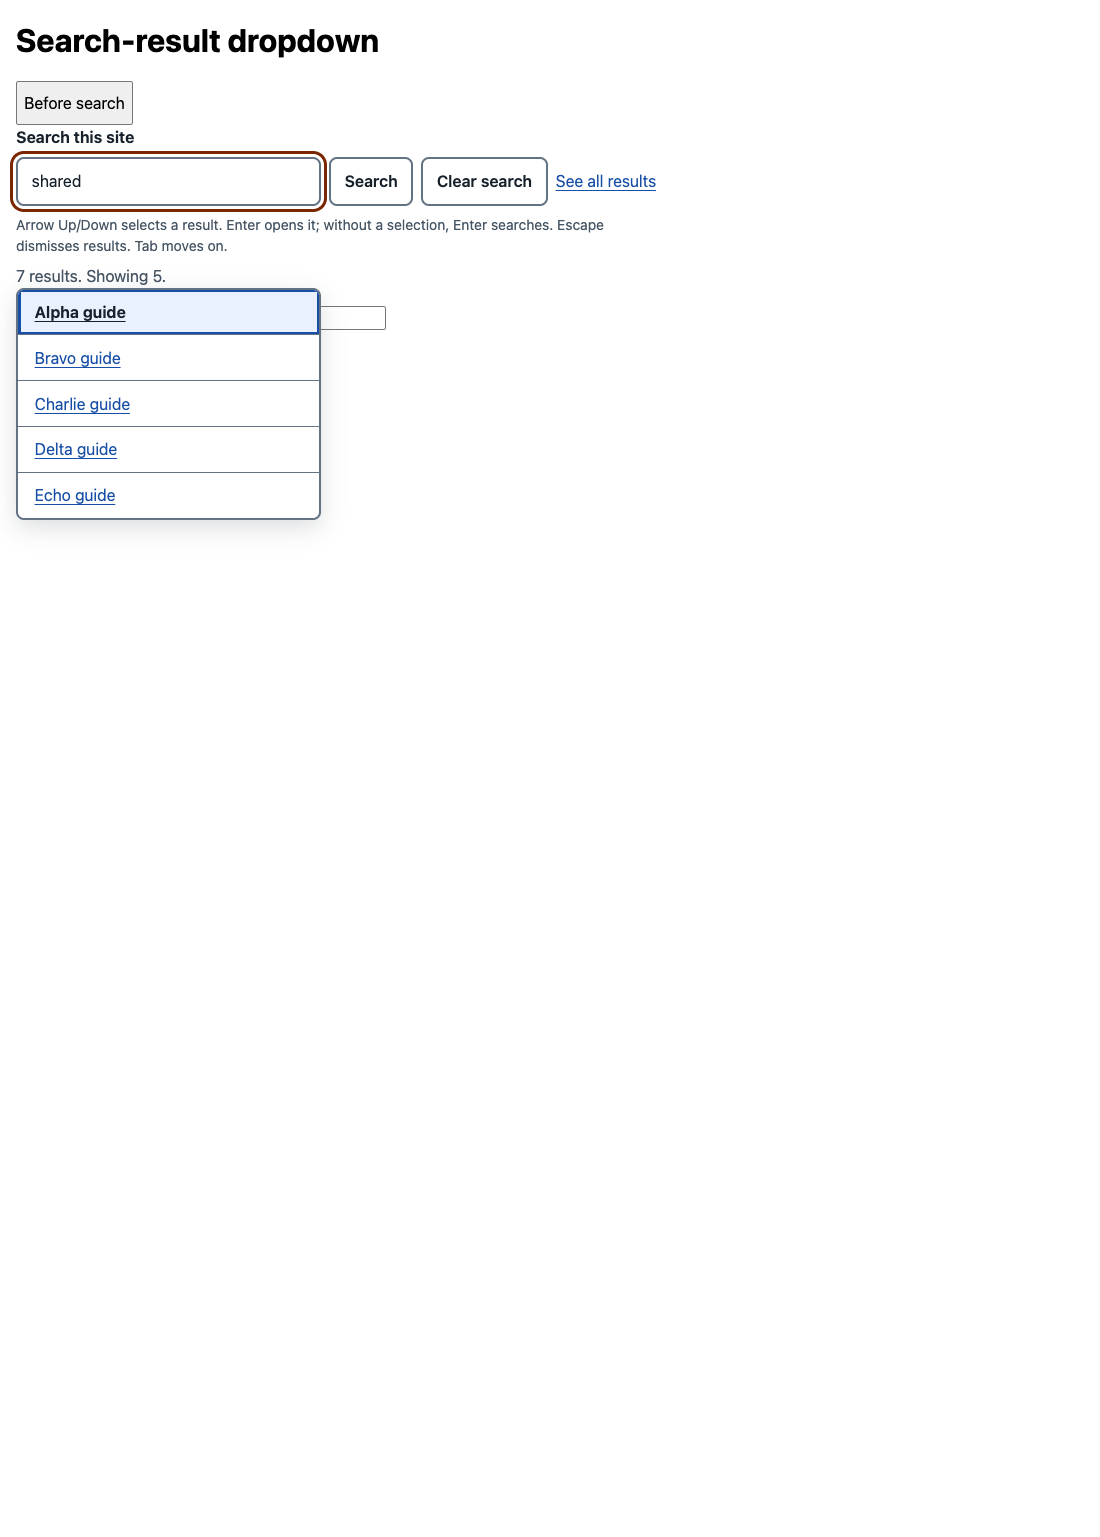 Search-result dropdown
Before search
Search this site
shared
Search
Clear search
See all results
Arrow Up/Down selects a result. Enter opens it; without a selection, Enter searches. Escape
dismisses results. Tab moves on.
7 results. Showing 5.
Alpha guide
Bravo guide
Charlie guide
Delta guide
Echo guide